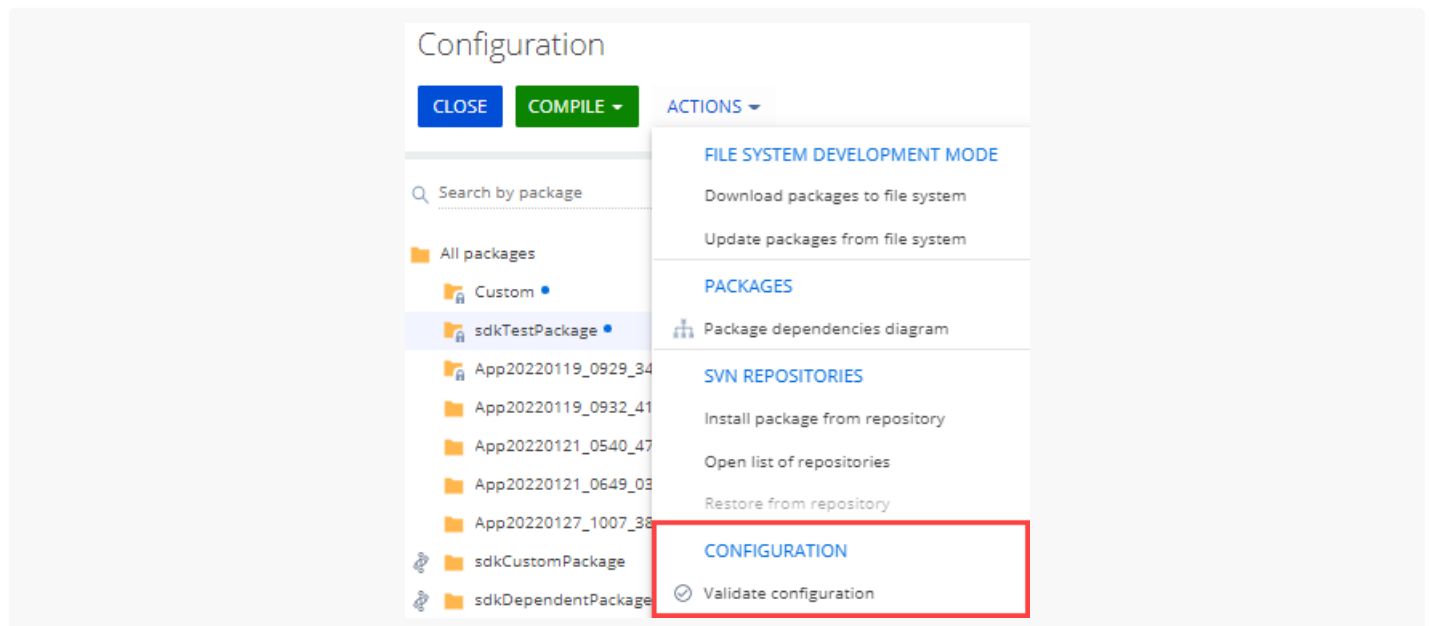 Configuration
CLOSE
COMPILE
ACTIONS
Search by package
All packages
Custom
sdkTestPackage
App20220119_0929_34
App20220119_0932_41
App20220121_0540_47
App20220121_0649_03
App20220127_1007_38
sdkCustomPackage
sdkDependentPackage
FILE SYSTEM DEVELOPMENT MODE
Download packages to file system
Update packages from file system
PACKAGES
Package dependencies diagram
SVN REPOSITORIES
Install package from repository
Open list of repositories
Restore from repository
CONFIGURATION
Validate configuration